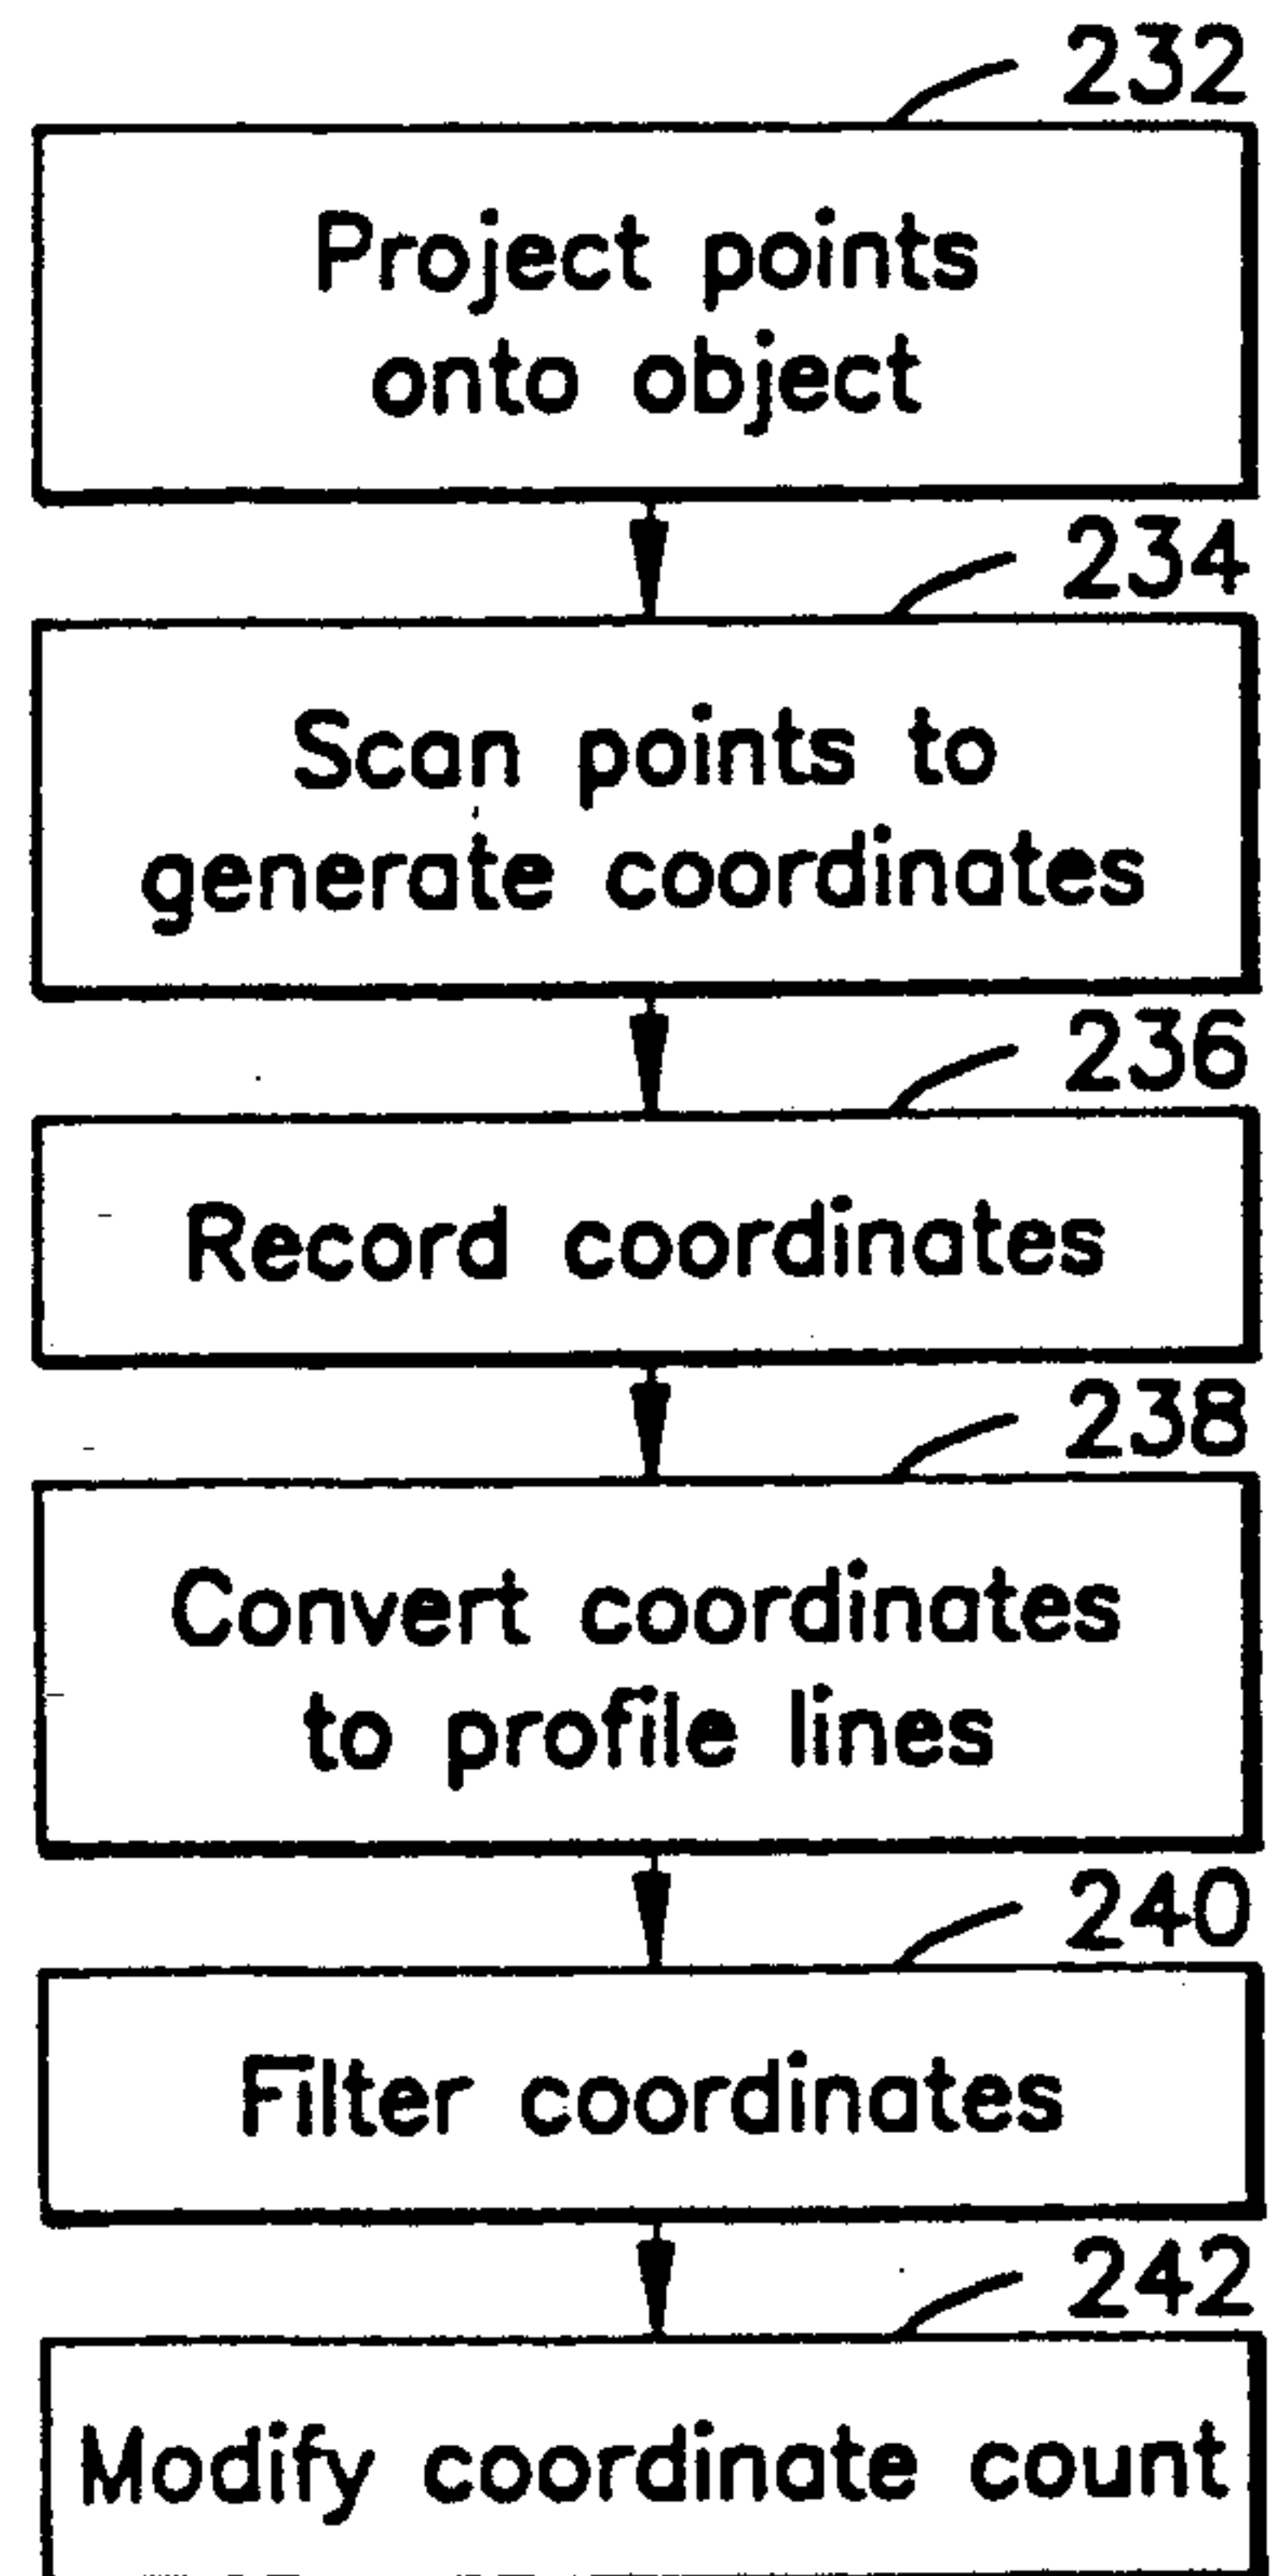 232
Project points
onto object
234
Scan points to
generate coordinates
236
Record coordinates
238
Convert coordinates
to profile lines
240
Filter coordinates
242
Modify coordinate count